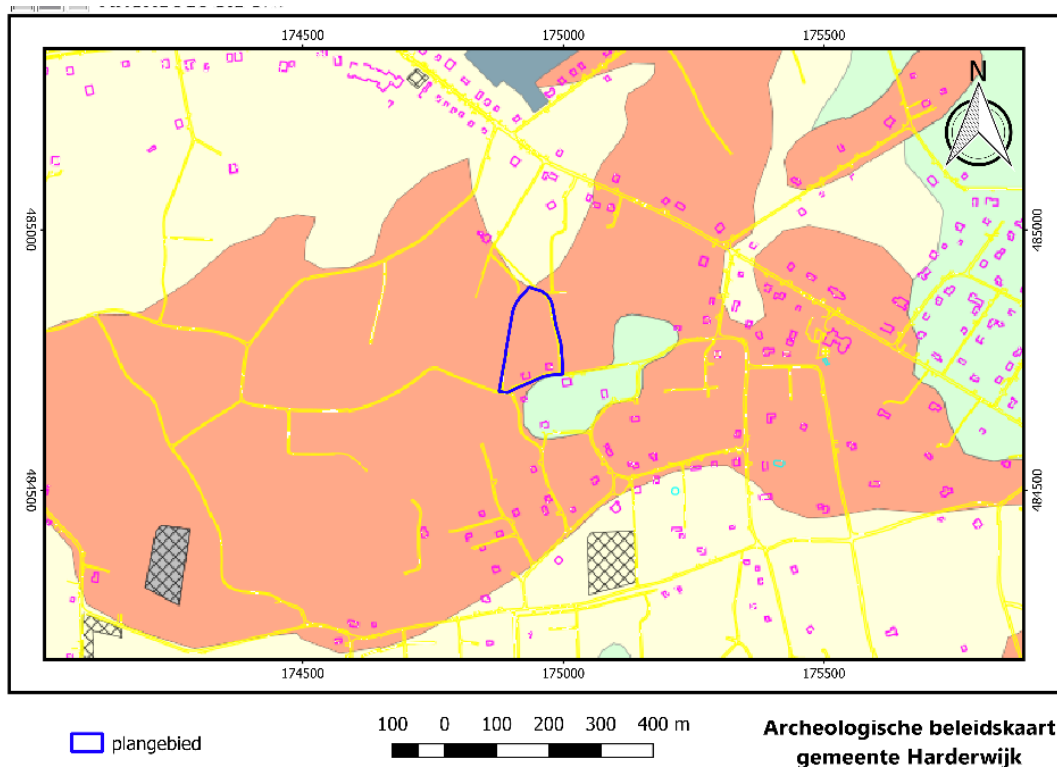 174500 175000 175500
N
485000 485000
484500 484500
174500 175000 175500
plangebied
100 0 100 200 300 400 m
Archeologische beleidskaart
gemeente Harderwijk